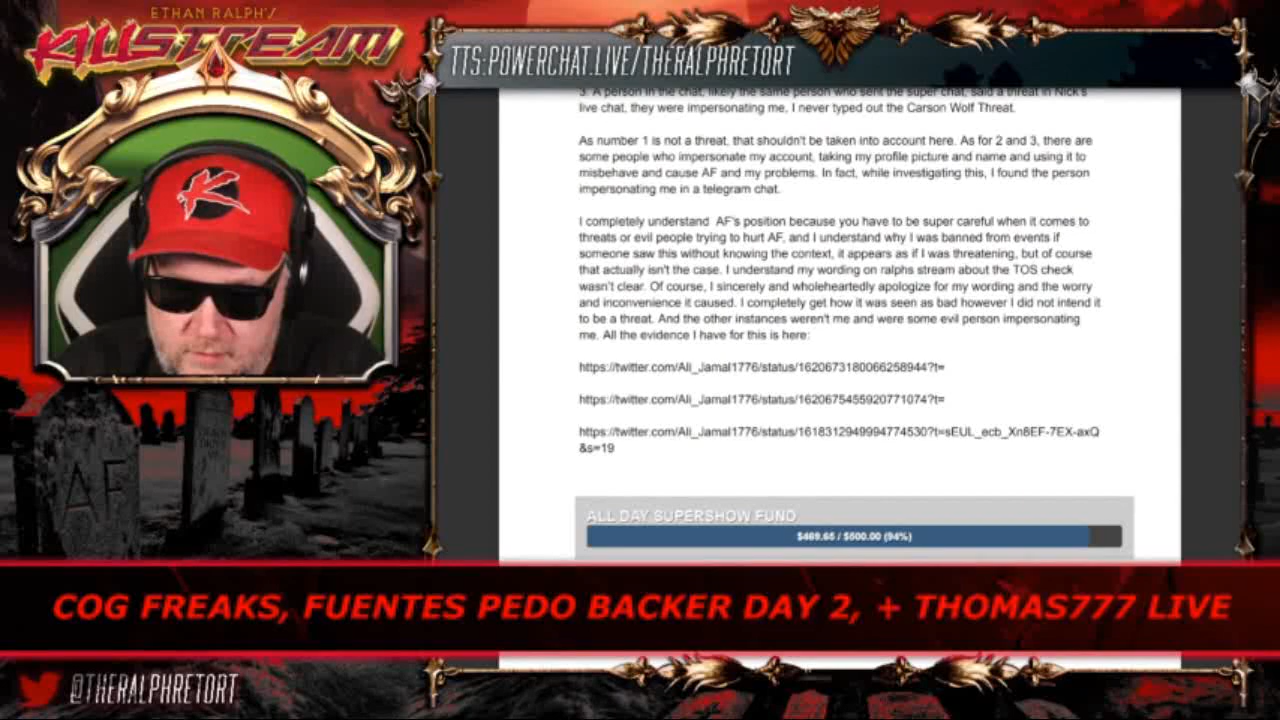 ETHAN RALPH'S
KILLSTREAM
TTS:POWERCHAT.LIVE/THERALPHRETORT
3. A person in the chat, likely the same person who sent the super chat, said a threat in Nick's
live chat, they were impersonating me, I never typed out the Carson Wolf Threat.
As number 1 is not a threat, that shouldn't be taken into account here. As for 2 and 3, there are
some people who impersonate my account, taking my profile picture and name and using it to
misbehave and cause AF and my problems. In fact, while investigating this, I found the person
impersonating me in a telegram chat.
I completely understand AF's position because you have to be super careful when it comes to
threats or evil people trying to hurt AF, and I understand why I was banned from events if
someone saw this without knowing the context, it appears as if I was threatening, but of course
that actually isn't the case. I understand my wording on ralphs stream about the TOS check
wasn't clear. Of course, I sincerely and wholeheartedly apologize for my wording and the worry
and inconvenience it caused. I completely get how it was seen as bad however I did not intend it
to be a threat. And the other instances weren't me and were some evil person impersonating
me. All the evidence I have for this is here:
https://twitter.com/Ali_Jamal1776/status/1620673180066258944?t=
https://twitter.com/Ali_Jamal1776/status/1620675455920771074?t=
https://twitter.com/Ali_Jamal1776/status/1618312949994774530?t=sEUL_ecb_Xn8EF-7EX-axQ
&s=19
ALL DAY SUPERSHOW FUND
$469.65 / $500.00 (94%)
AF
COG FREAKS, FUENTES PEDO BACKER DAY 2, + THOMAS777 LIVE
@THERALPHRETORT